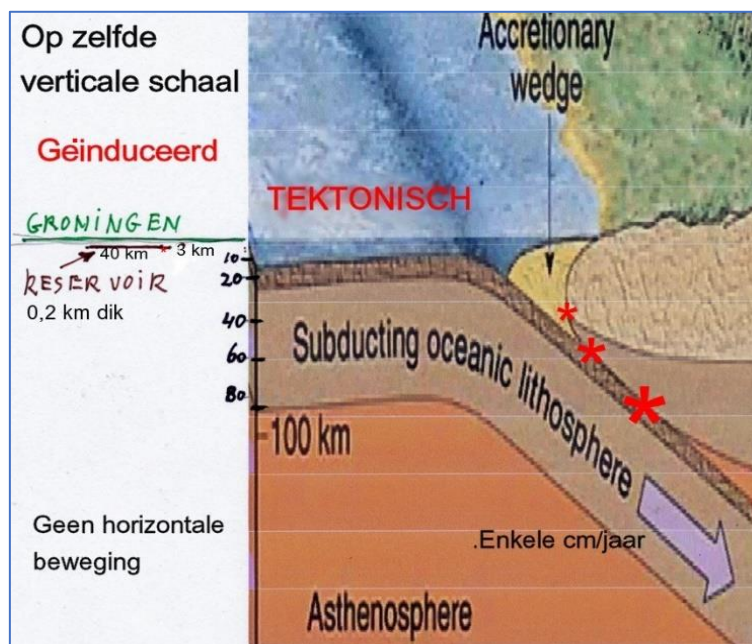 Op zelfde
verticale schaal
Geïnduceerd
GRONINGEN
40 km * 3 km
RESERVOIR
0,2 km dik
Geen horizontale
beweging
Accretionary
wedge
TEKTONISCH
10
20
40
60
80
100 km
Subducting oceanic lithosphere
.Enkele cm/jaar
Asthenosphere